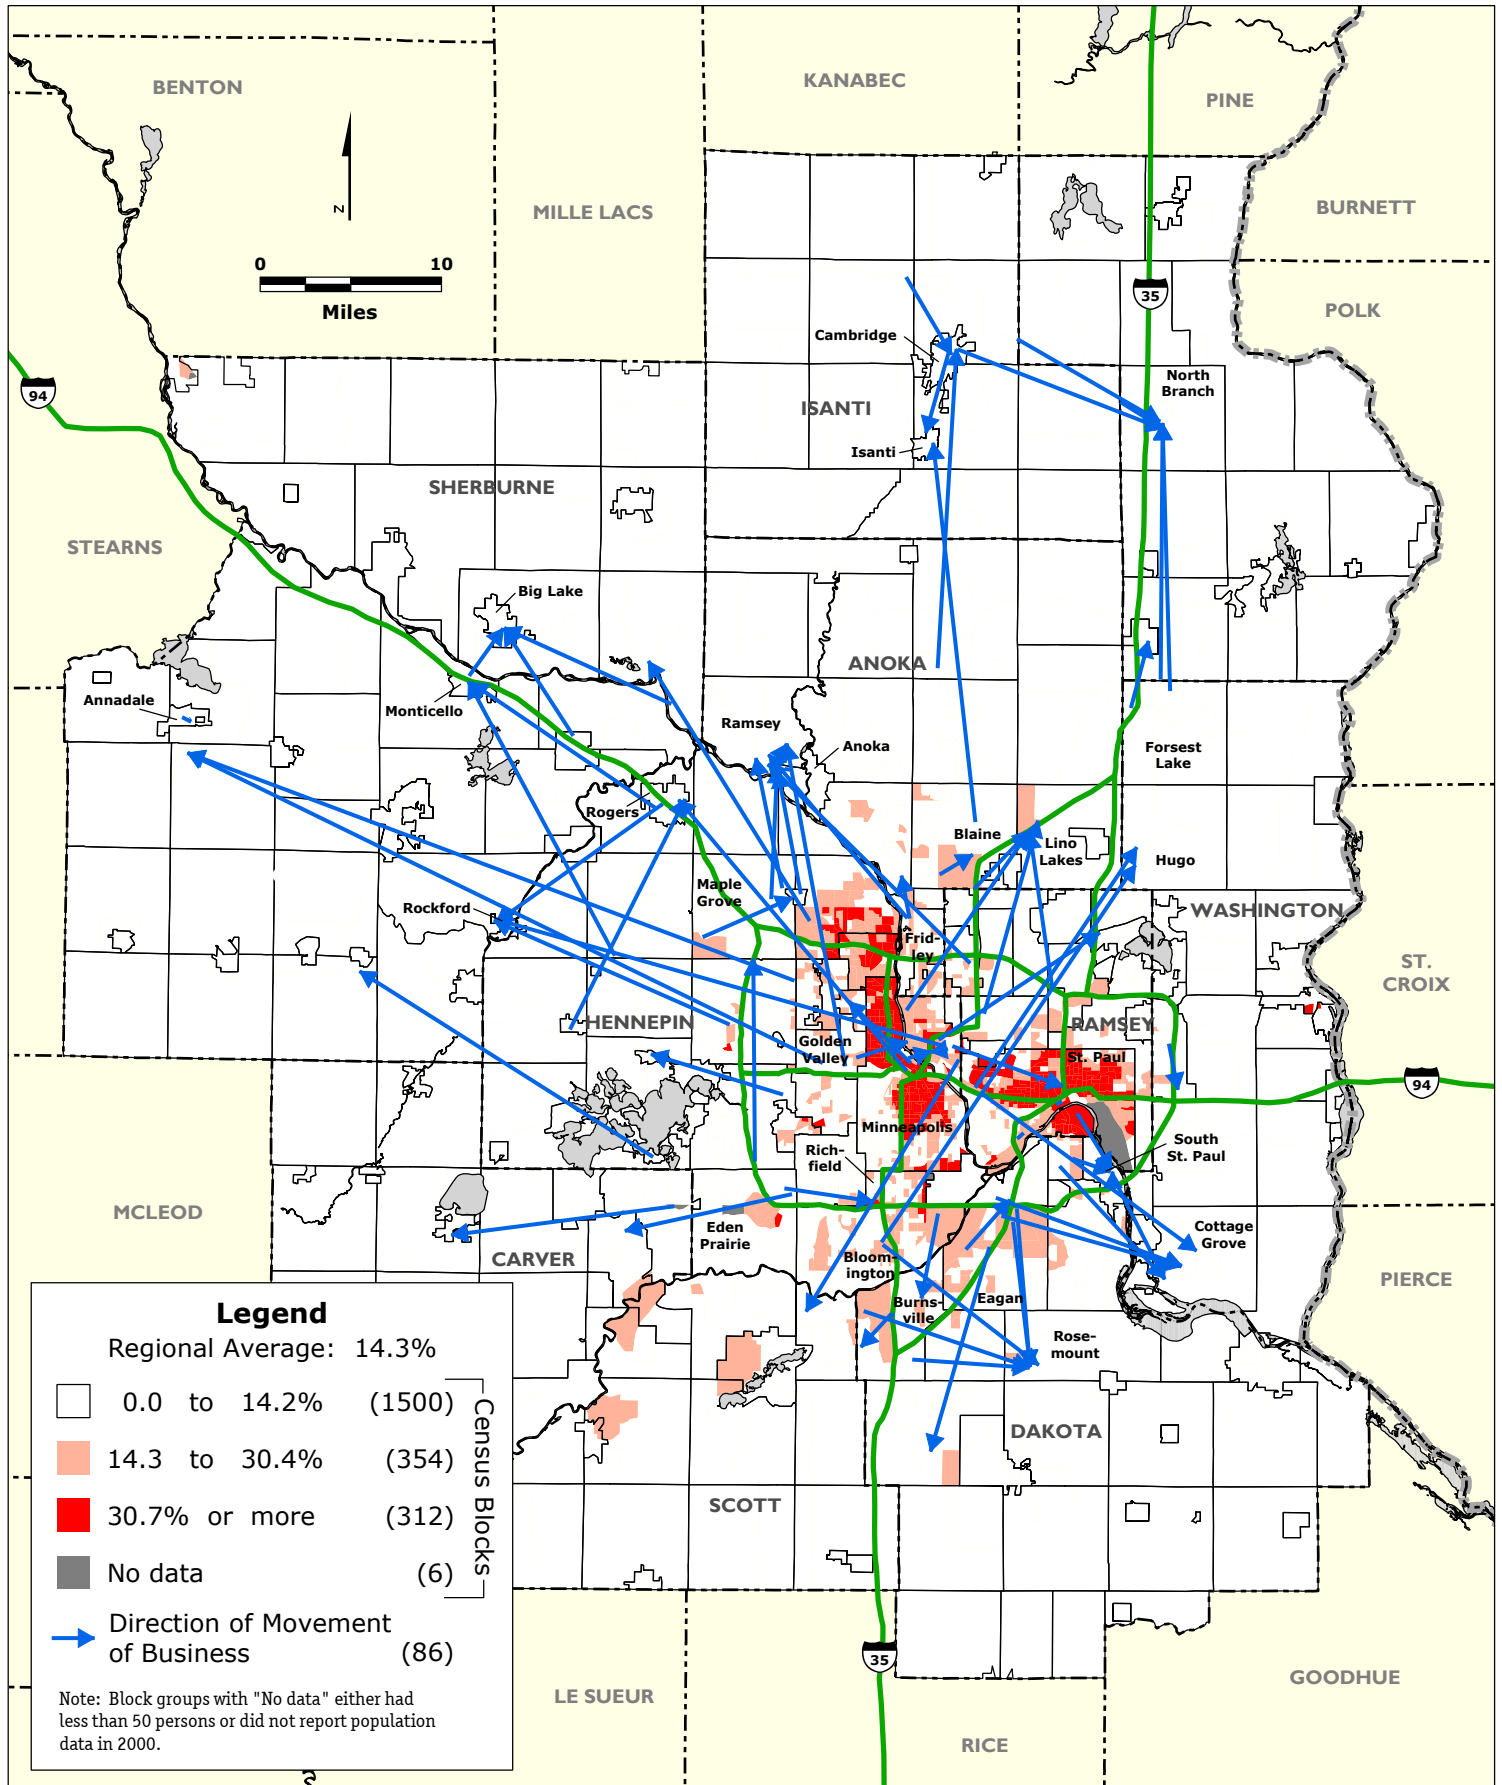 BENTON
KANABEC
PINE
MILLE LACS
BURNETT
N
0 10
Miles
35
POLK
Cambridge
94
North
Branch
ISANTI
Isanti
SHERBURNE
STEARNS
Big Lake
ANOKA
Annadale
Monticello
Ramsey
Anoka
Forsest
Lake
Rogers
Blaine
Lino
Lakes
Hugo
Maple
Grove
Rockford
WASHINGTON
Frid-
ley
ST.
CROIX
HENNEPIN
RAMSEY
Golden
Valley
St. Paul
94
Minneapolis
South
St. Paul
Rich-
field
MCLEOD
Eden
Prairie
Cottage
Grove
CARVER
Bloom-
ington
PIERCE
Burns-
ville
Eagan
Rose-
mount
DAKOTA
SCOTT
35
LE SUEUR
GOODHUE
RICE
Legend
Regional Average: 14.3%
0.0 to 14.2% (1500)
14.3 to 30.4% (354)
30.7% or more (312)
No data (6)
Census Blocks
Direction of Movement
of Business (86)
Note: Block groups with "No data" either had
less than 50 persons or did not report population
data in 2000.